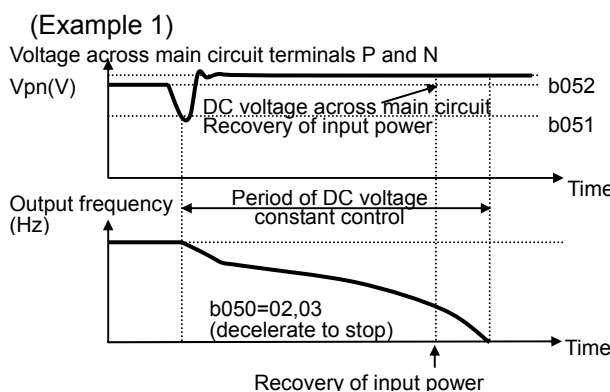 (Example 1)
Voltage across main circuit terminals P and N
Vpn(V)
b052
DC voltage across main circuit
Recovery of input power
b051
Time
Output frequency
(Hz)
Period of DC voltage
constant control
b050=02,03
(decelerate to stop)
Time
Recovery of input power